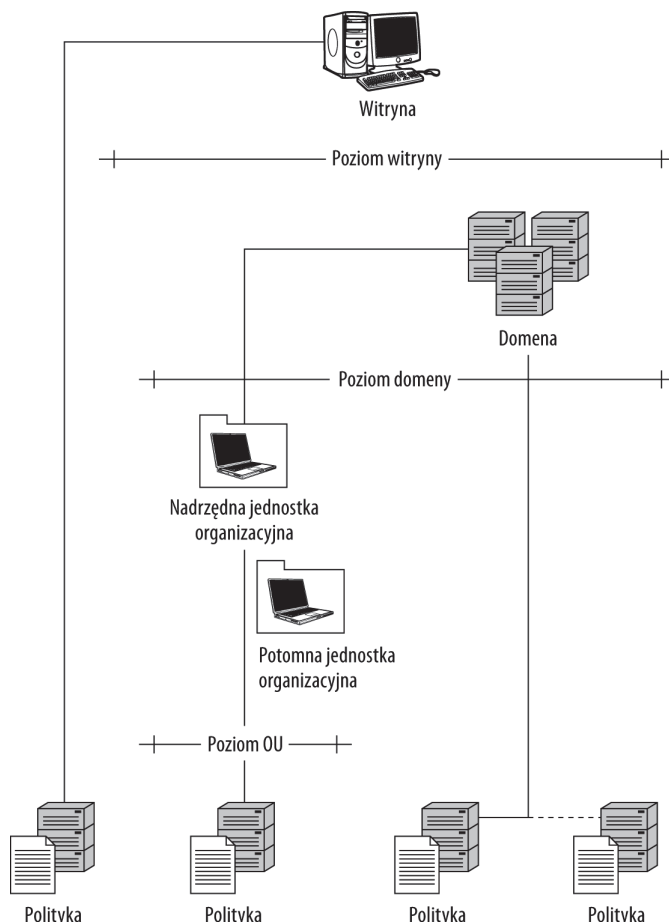 Witryna
Poziom witryny
Domena
Poziom domeny
Nadrzędna jednostka
organizacyjna
Potomna jednostka
organizacyjna
Poziom OU
Polityka
Polityka
Polityka
Polityka